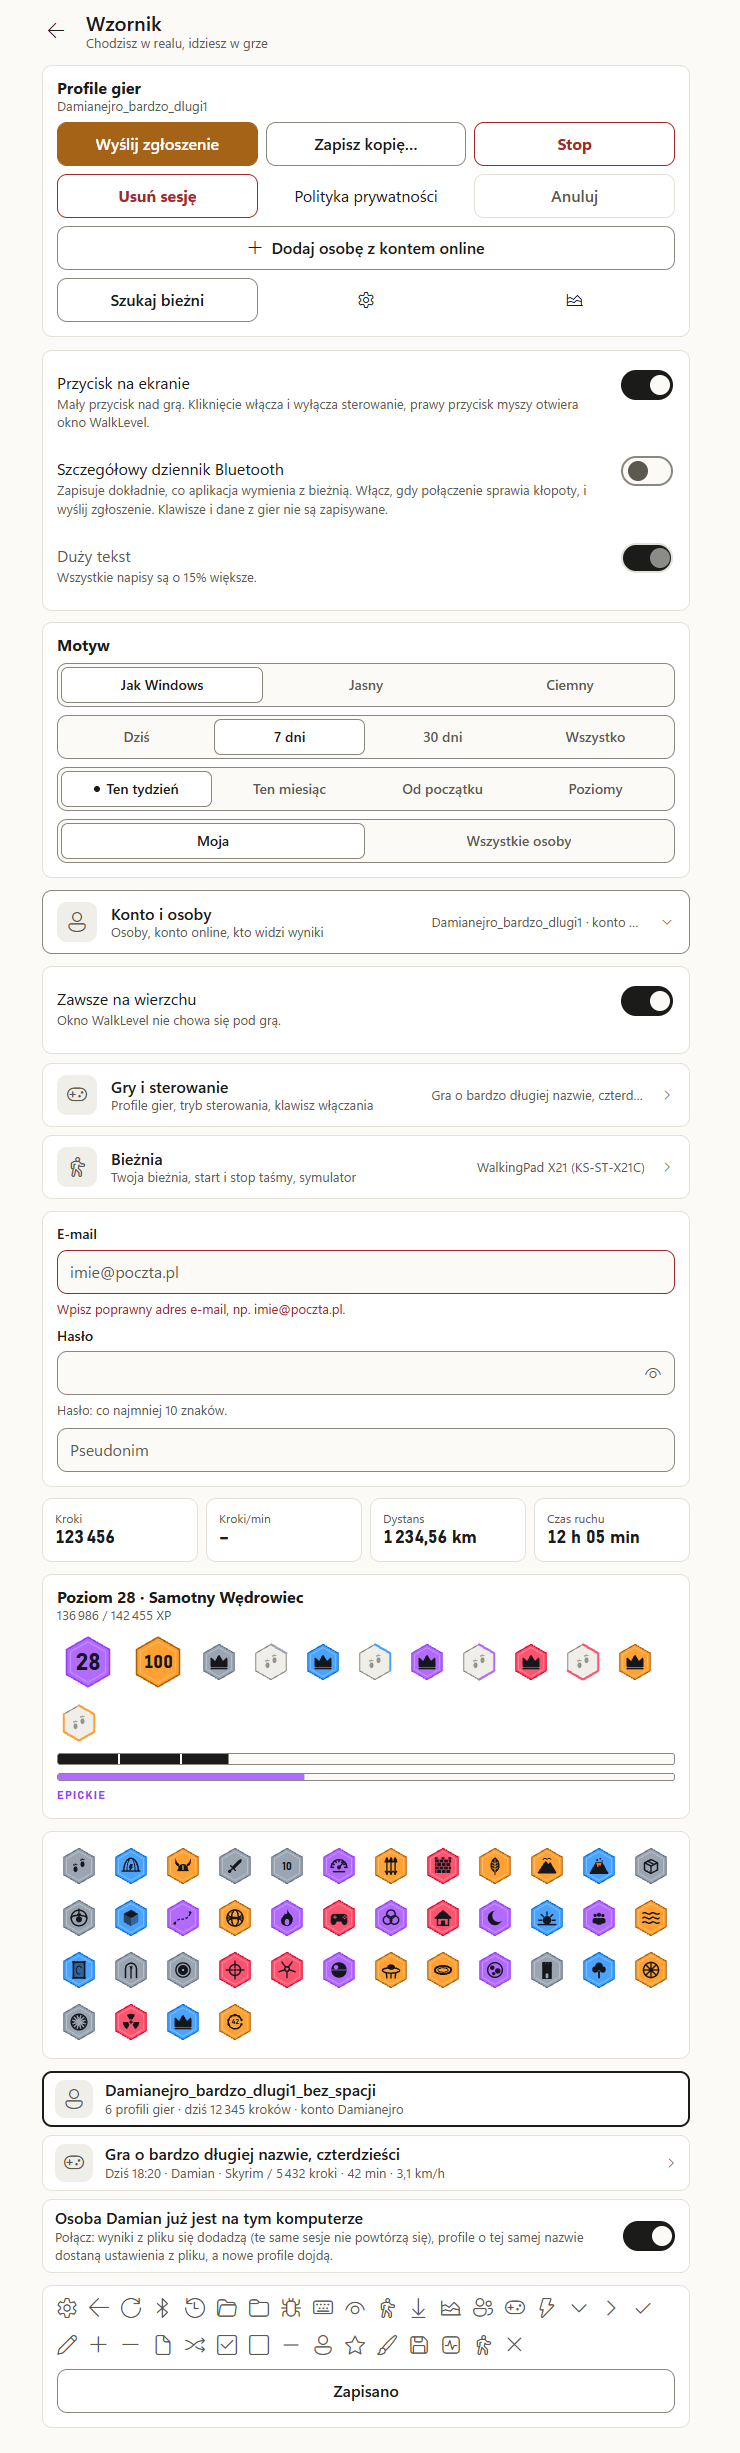 Wzornik
Chodzisz w realu, idziesz w grze
Profile gier
Damianejro_bardzo_dlugi1
Wyślij zgłoszenie
Zapisz kopię...
Stop
Usuń sesję
Polityka prywatności
Anuluj
Dodaj osobę z kontem online
Szukaj bieżni
Przycisk na ekranie
Mały przycisk nad grą. Kliknięcie włącza i wyłącza sterowanie, prawy przycisk myszy otwiera
okno WalkLevel.
Szczegółowy dziennik Bluetooth
Zapisuje dokładnie, co aplikacja wymienia z bieżnią. Włącz, gdy połączenie sprawia kłopoty, i
wyślij zgłoszenie. Klawisze i dane z gier nie są zapisywane.
Duży tekst
Wszystkie napisy są o 15% większe.
Motyw
Jak Windows
Jasny
Ciemny
Dziś
7 dni
30 dni
Wszystko
• Ten tydzień
Ten miesiąc
Od początku
Poziomy
Moja
Wszystkie osoby
Konto i osoby
Osoby, konto online, kto widzi wyniki
Damianejro_bardzo_dlugi1 · konto ...
Zawsze na wierzchu
Okno WalkLevel nie chowa się pod grą.
Gry i sterowanie
Profile gier, tryb sterowania, klawisz włączania
Gra o bardzo długiej nazwie, czterd...
Bieżnia
Twoja bieżnia, start i stop taśmy, symulator
WalkingPad X21 (KS-ST-X21C)
E-mail
imie@poczta.pl
Wpisz poprawny adres e-mail, np. imie@poczta.pl.
Hasło
Hasło: co najmniej 10 znaków.
Pseudonim
Kroki
123 456
Kroki/min
–
Dystans
1 234,56 km
Czas ruchu
12 h 05 min
Poziom 28 · Samotny Wędrowiec
136 986 / 142 455 XP
28
100
EPICKIE
10
42
Damianejro_bardzo_dlugi1_bez_spacji
6 profili gier · dziś 12 345 kroków · konto Damianejro
Gra o bardzo długiej nazwie, czterdzieści
Dziś 18:20 · Damian · Skyrim / 5 432 kroki · 42 min · 3,1 km/h
Osoba Damian już jest na tym komputerze
Połącz: wyniki z pliku się dodadzą (te same sesje nie powtórzą się), profile o tej samej nazwie
dostaną ustawienia z pliku, a nowe profile dojdą.
Zapisano